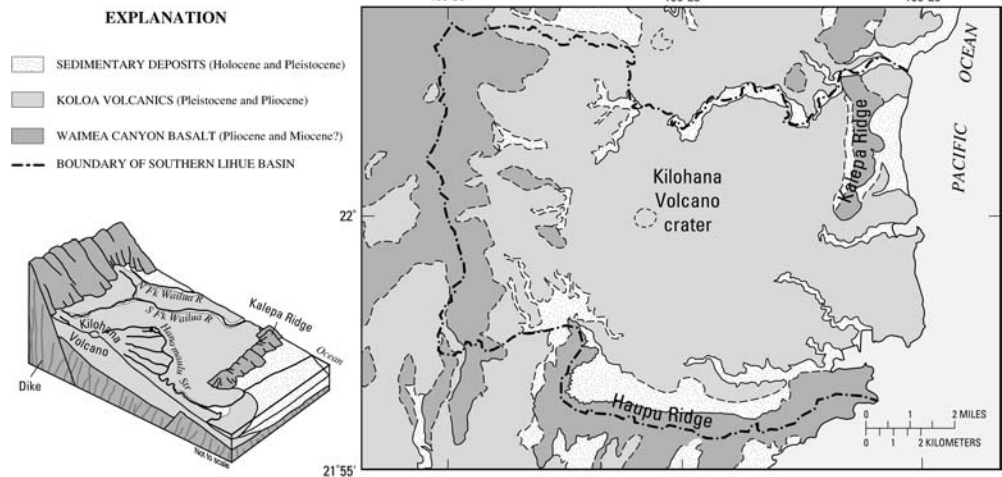 EXPLANATION
SEDIMENTARY DEPOSITS (Holocene and Pleistocene)
KOLOA VOLCANICS (Pleistocene and Pliocene)
WAIMEA CANYON BASALT (Pliocene and Miocene?)
BOUNDARY OF SOUTHERN LIHUE BASIN
N Fk Wailua R
S Fk Wailua R
Kalepa Ridge
Kilohana
Volcano
Hanamaulu Str
Ocean
Dike
Not to scale
22°
21°55'
Kilohana
Volcano
crater
Kalepa Ridge
Haupu Ridge
PACIFIC
OCEAN
0 1 2 MILES
0 1 2 KILOMETERS